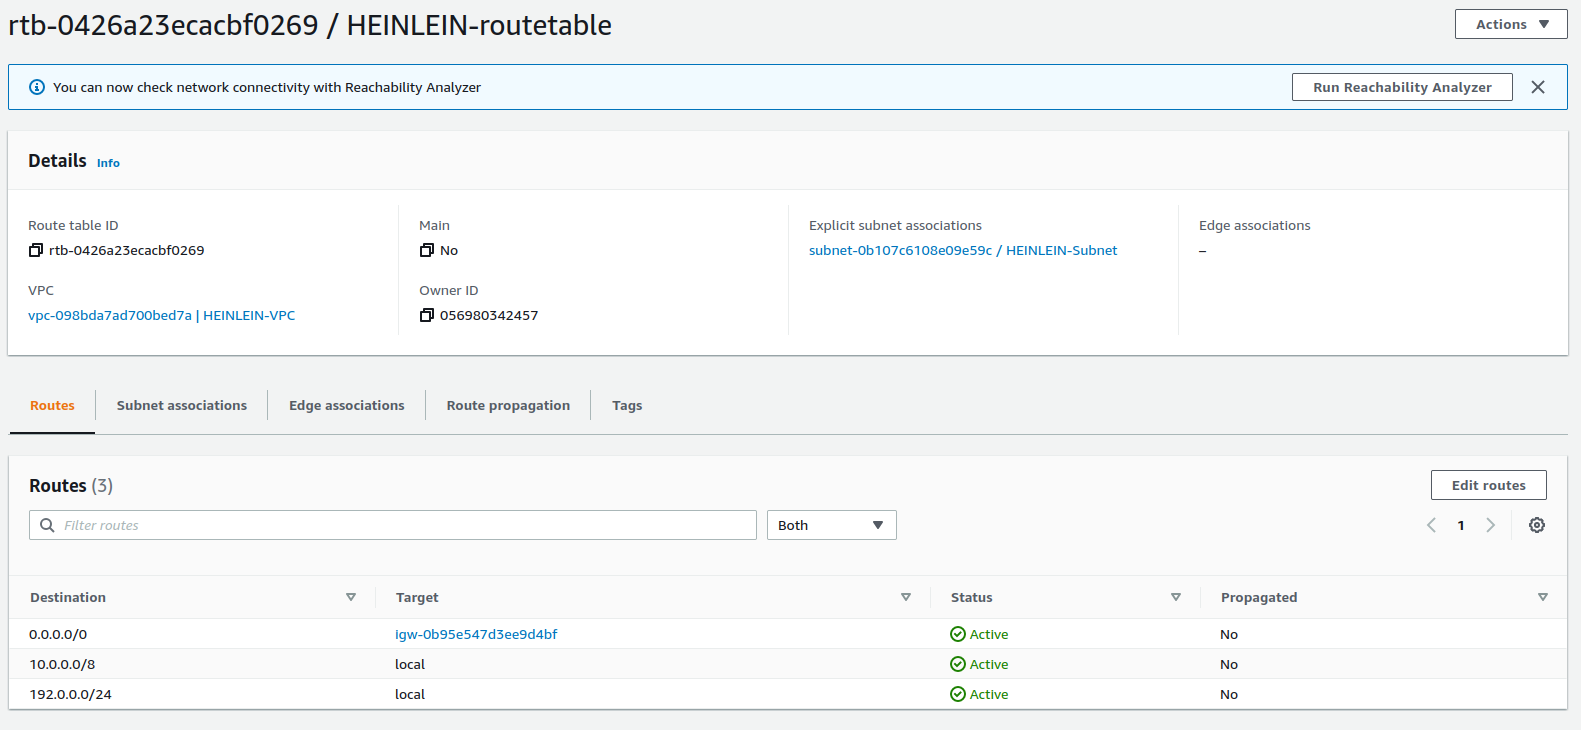 rtb-0426a23ecacbf0269 / HEINLEIN-routetable
Actions
You can now check network connectivity with Reachability Analyzer
Run Reachability Analyzer
Details Info
Route table ID
rtb-0426a23ecacbf0269
Main
No
Explicit subnet associations
subnet-0b107c6108e09e59c / HEINLEIN-Subnet
Edge associations
–
VPC
vpc-098bda7ad700bed7a | HEINLEIN-VPC
Owner ID
056980342457
Routes
Subnet associations
Edge associations
Route propagation
Tags
Routes (3)
Edit routes
Filter routes
Both
1
Destination Target Status Propagated
0.0.0.0/0 igw-0b95e547d3ee9d4bf Active No
10.0.0.0/8 local Active No
192.0.0.0/24 local Active No